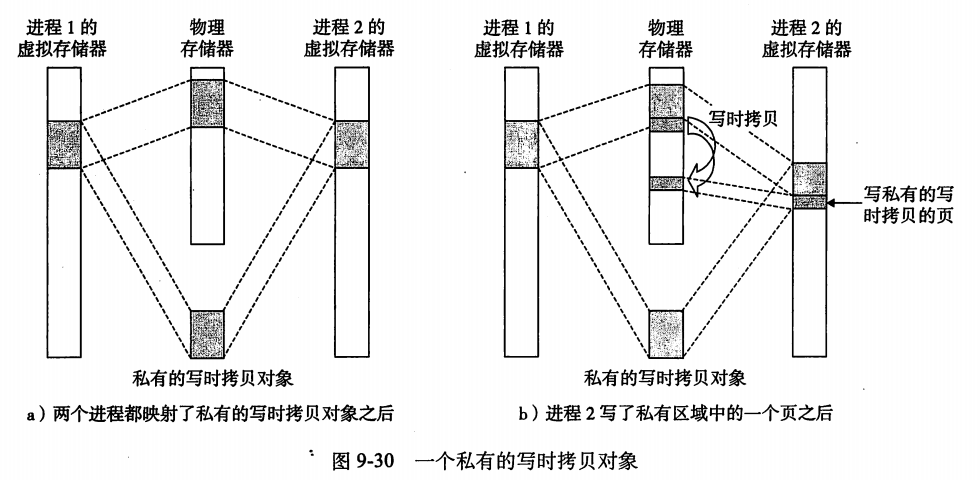 进程 1 的
虚拟存储器
物理
存储器
进程 2 的
虚拟存储器
私有的写时拷贝对象
a）两个进程都映射了私有的写时拷贝对象之后
进程 1 的
虚拟存储器
物理
存储器
进程 2 的
虚拟存储器
写时拷贝
写私有的写
时拷贝的页
私有的写时拷贝对象
b）进程 2 写了私有区域中的一个页之后
图 9-30 一个私有的写时拷贝对象